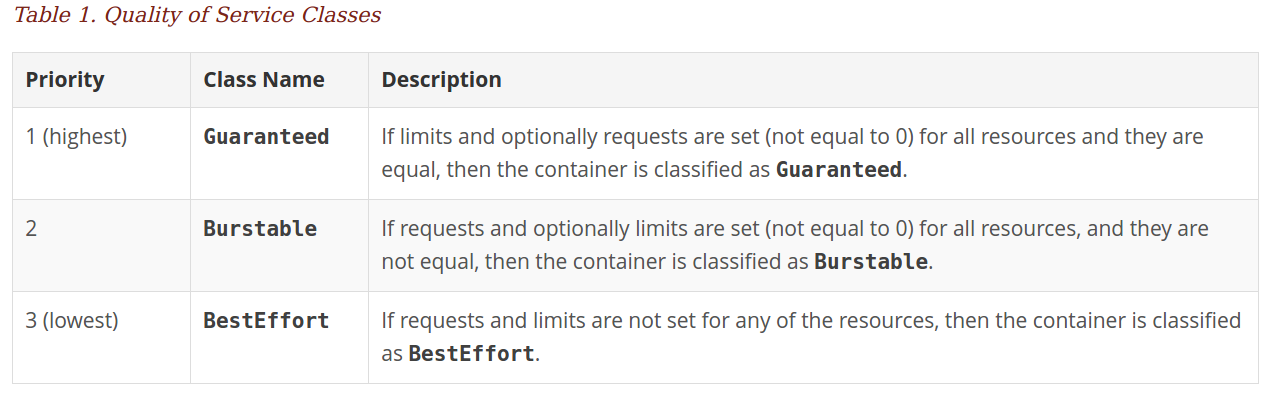 Table 1. Quality of Service Classes
Priority Class Name Description
1 (highest) Guaranteed If limits and optionally requests are set (not equal to 0) for all resources and they are
equal, then the container is classified as Guaranteed.
2 Burstable If requests and optionally limits are set (not equal to 0) for all resources, and they are
not equal, then the container is classified as Burstable.
3 (lowest) BestEffort If requests and limits are not set for any of the resources, then the container is classified
as BestEffort.